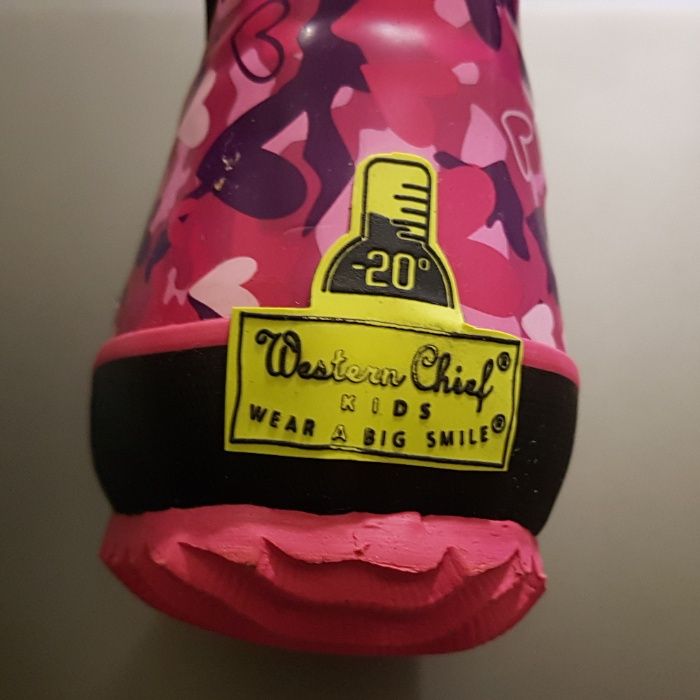 -20°
Western Chief®
KIDS
WEAR A BIG SMILE®